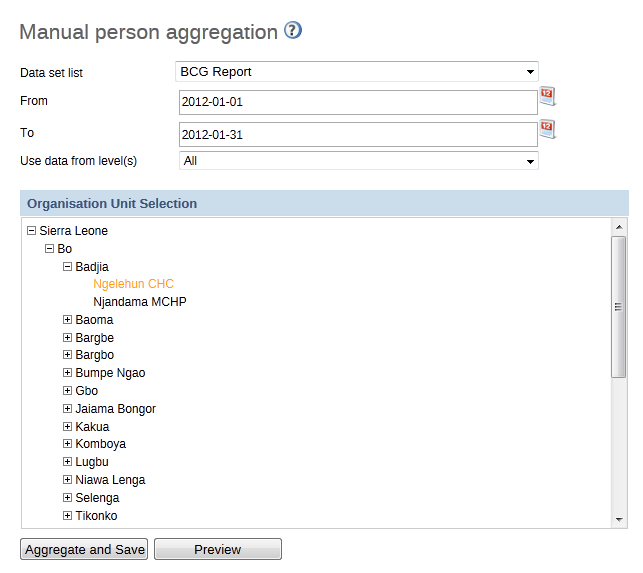 Manual person aggregation ?
Data set list BCG Report
From 2012-01-01 12
To 2012-01-31 12
Use data from level(s) All
Organisation Unit Selection
Sierra Leone
Bo
Badjia
Ngelehun CHC
Njandama MCHP
Baoma
Bargbe
Bargbo
Bumpe Ngao
Gbo
Jaiama Bongor
Kakua
Komboya
Lugbu
Niawa Lenga
Selenga
Tikonko
Aggregate and Save Preview